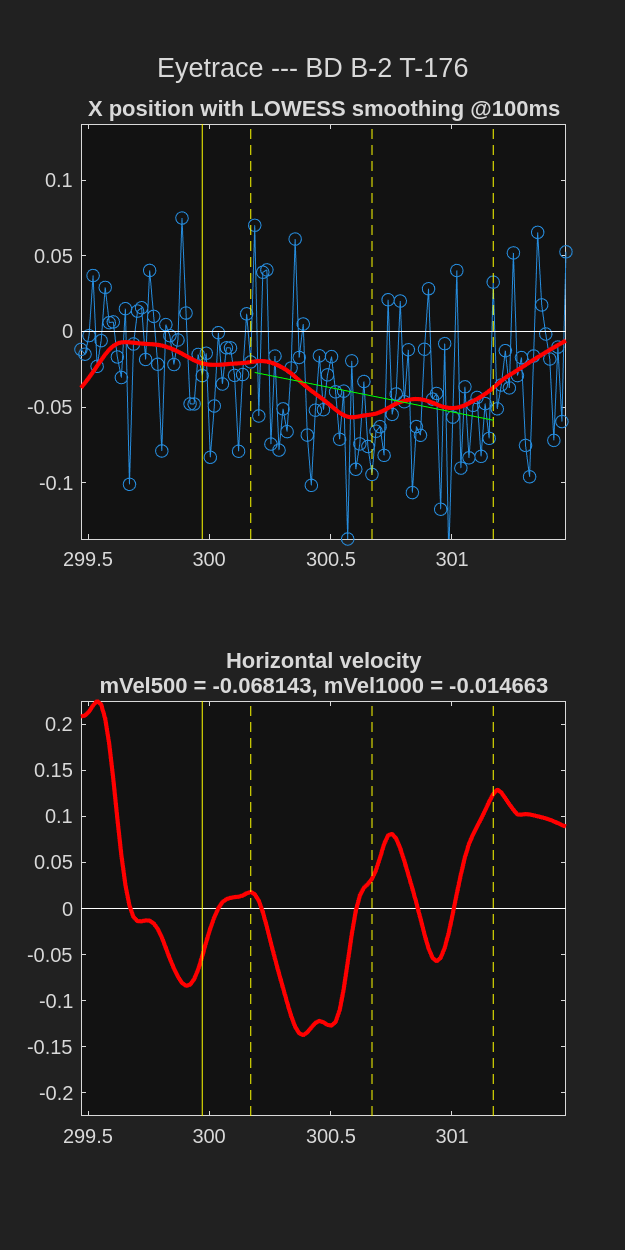 Eyetrace --- BD B-2 T-176
X position with LOWESS smoothing @100ms
0.1
0.05
0
-0.05
-0.1
299.5 300 300.5 301
Horizontal velocity
mVel500 = -0.068143, mVel1000 = -0.014663
0.2
0.15
0.1
0.05
0
-0.05
-0.1
-0.15
-0.2
299.5 300 300.5 301